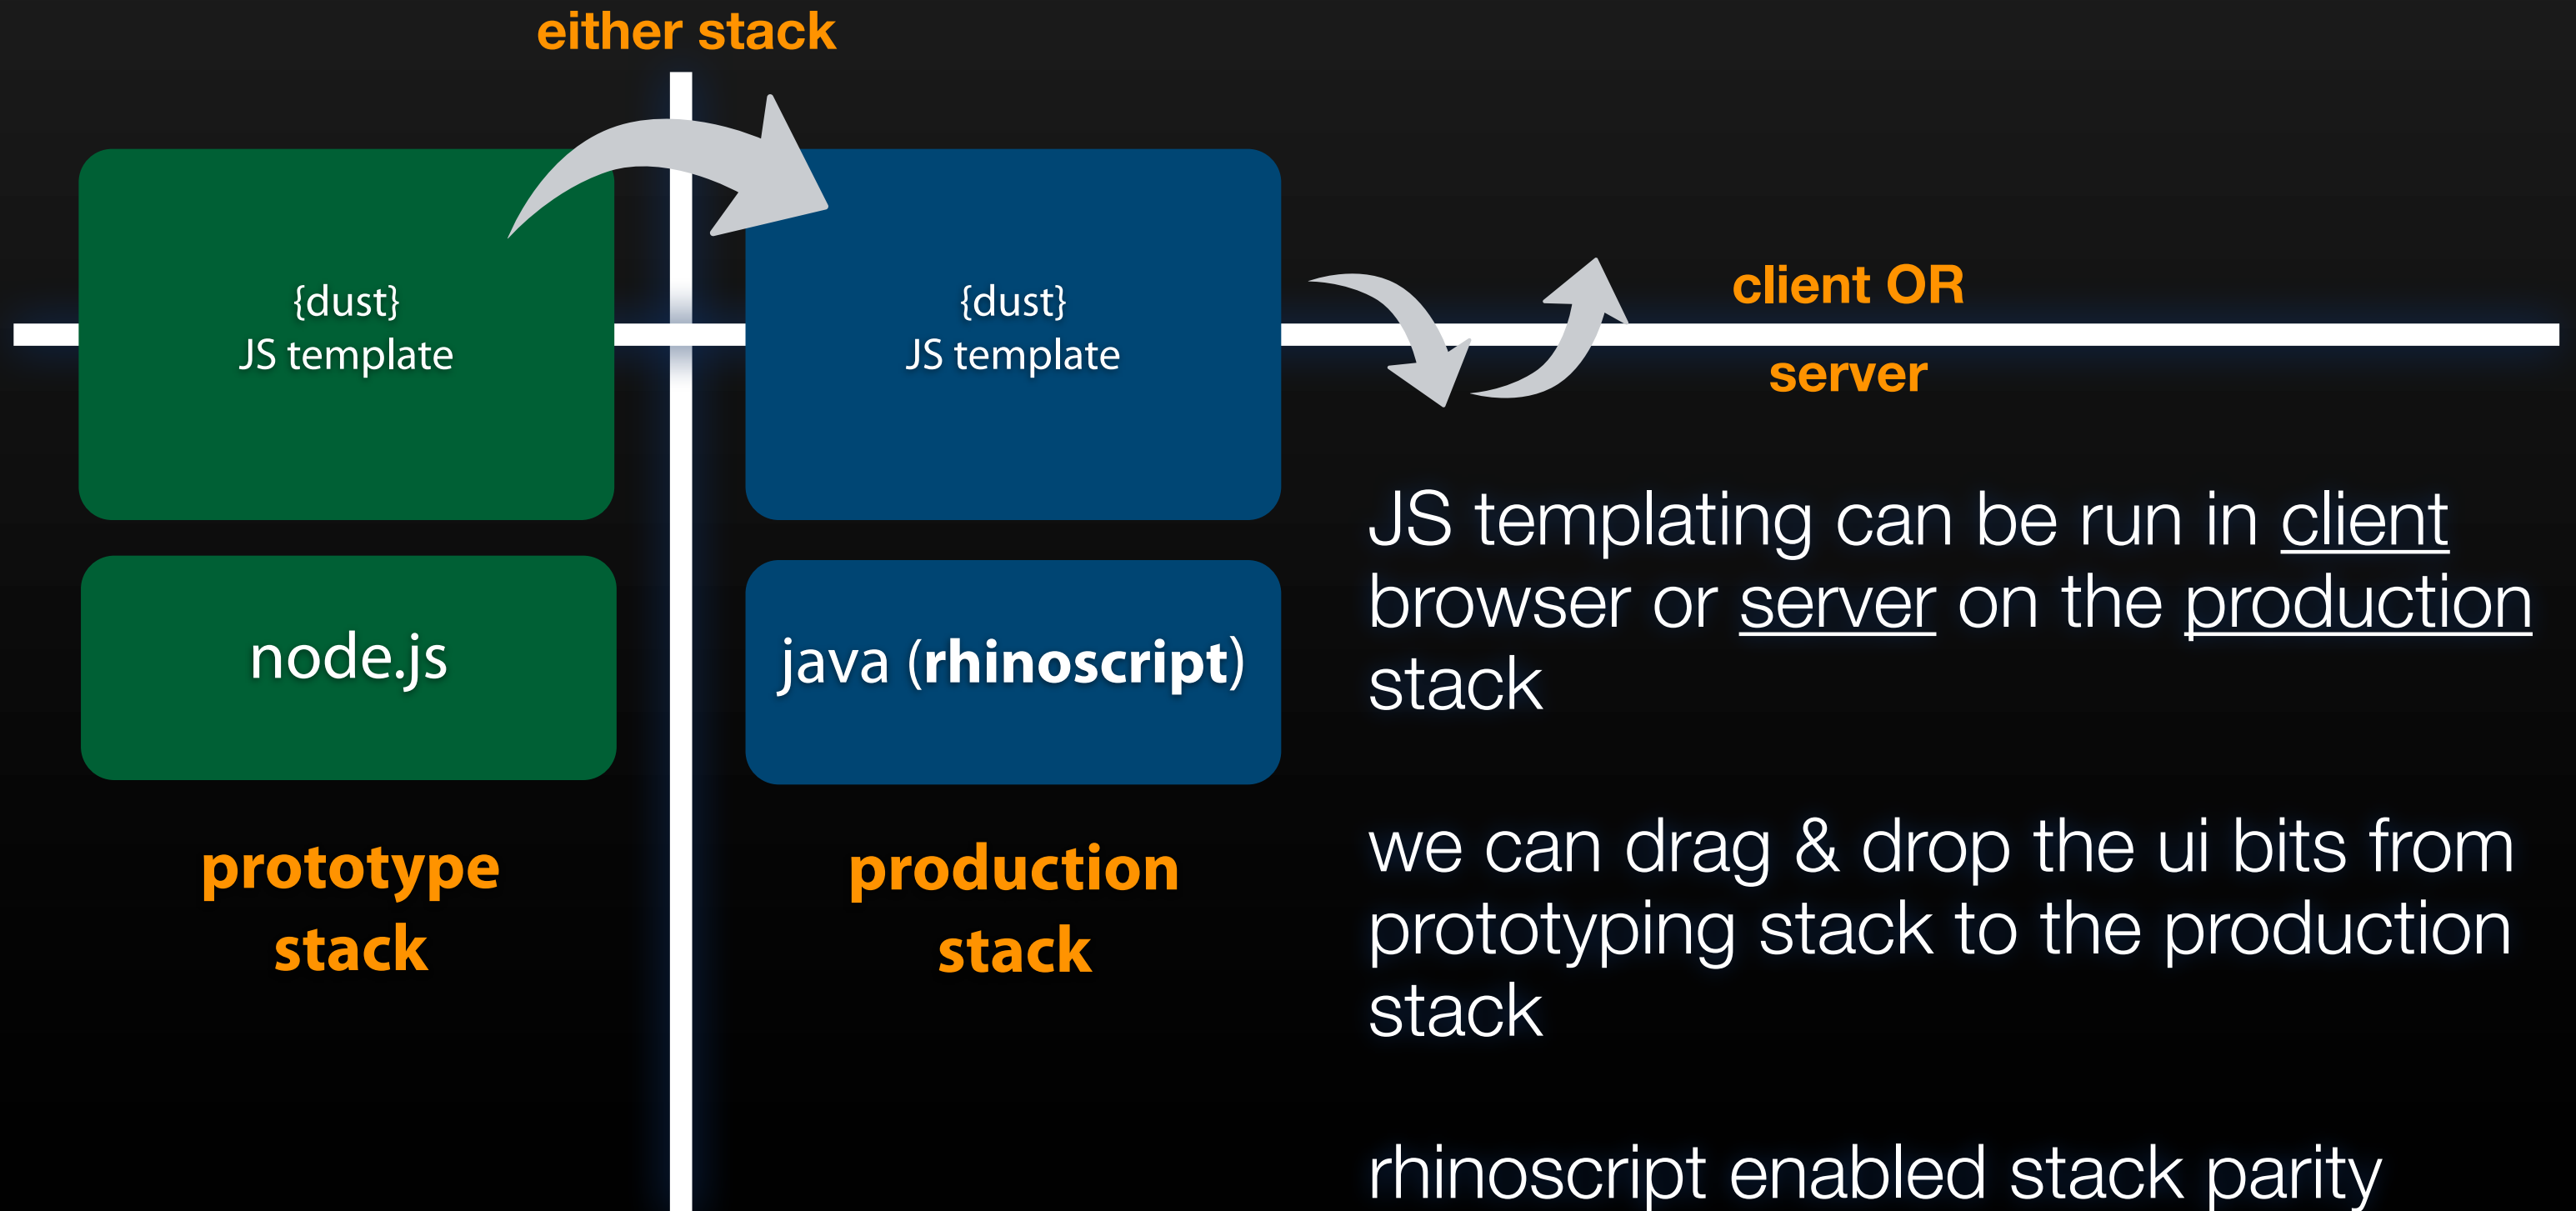 either stack
{dust}
JS template
{dust}
JS template
client OR
server
node.js
java (rhinoscript)
prototype
stack
production
stack
JS templating can be run in client
browser or server on the production
stack
we can drag & drop the ui bits from
prototyping stack to the production
stack
rhinoscript enabled stack parity